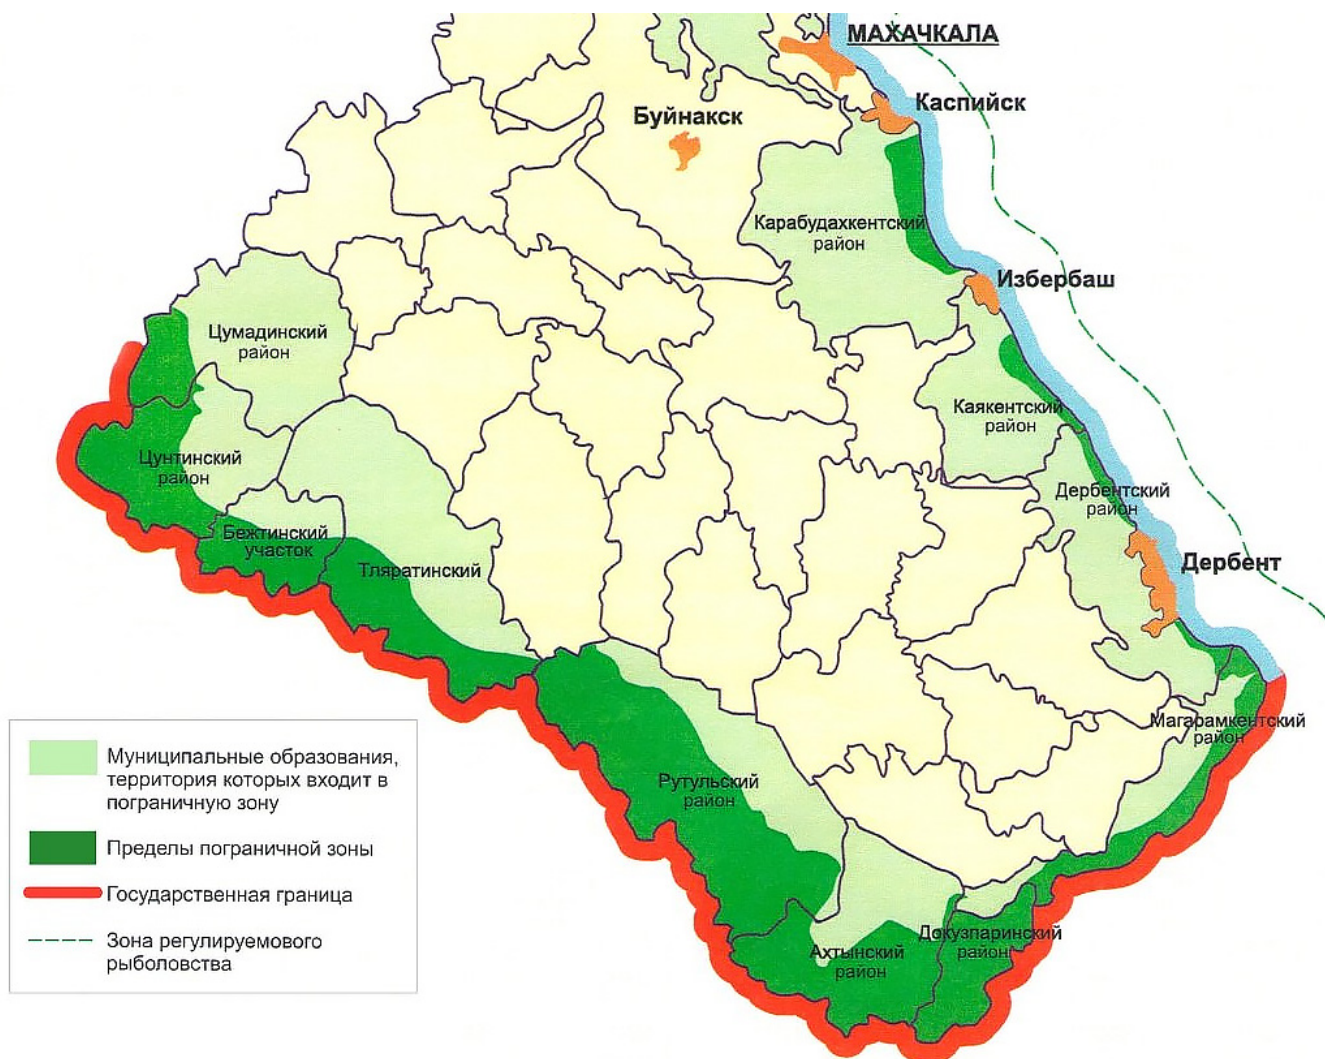 МАХАЧКАЛА
Каспийск
Буйнакск
Карабудахкентский
район
Избербаш
Цумадинский
район
Каякентский
район
Цунтинский
район
Дербентский
район
Бежтинский
участок
Тляратинский
Дербент
Магарамкентский
район
Рутульский
район
Докузпаринский
район
Ахтынский
район
Муниципальные образования,
территория которых входит в
пограничную зону
Пределы пограничной зоны
Государственная граница
Зона регулируемового
рыболовства